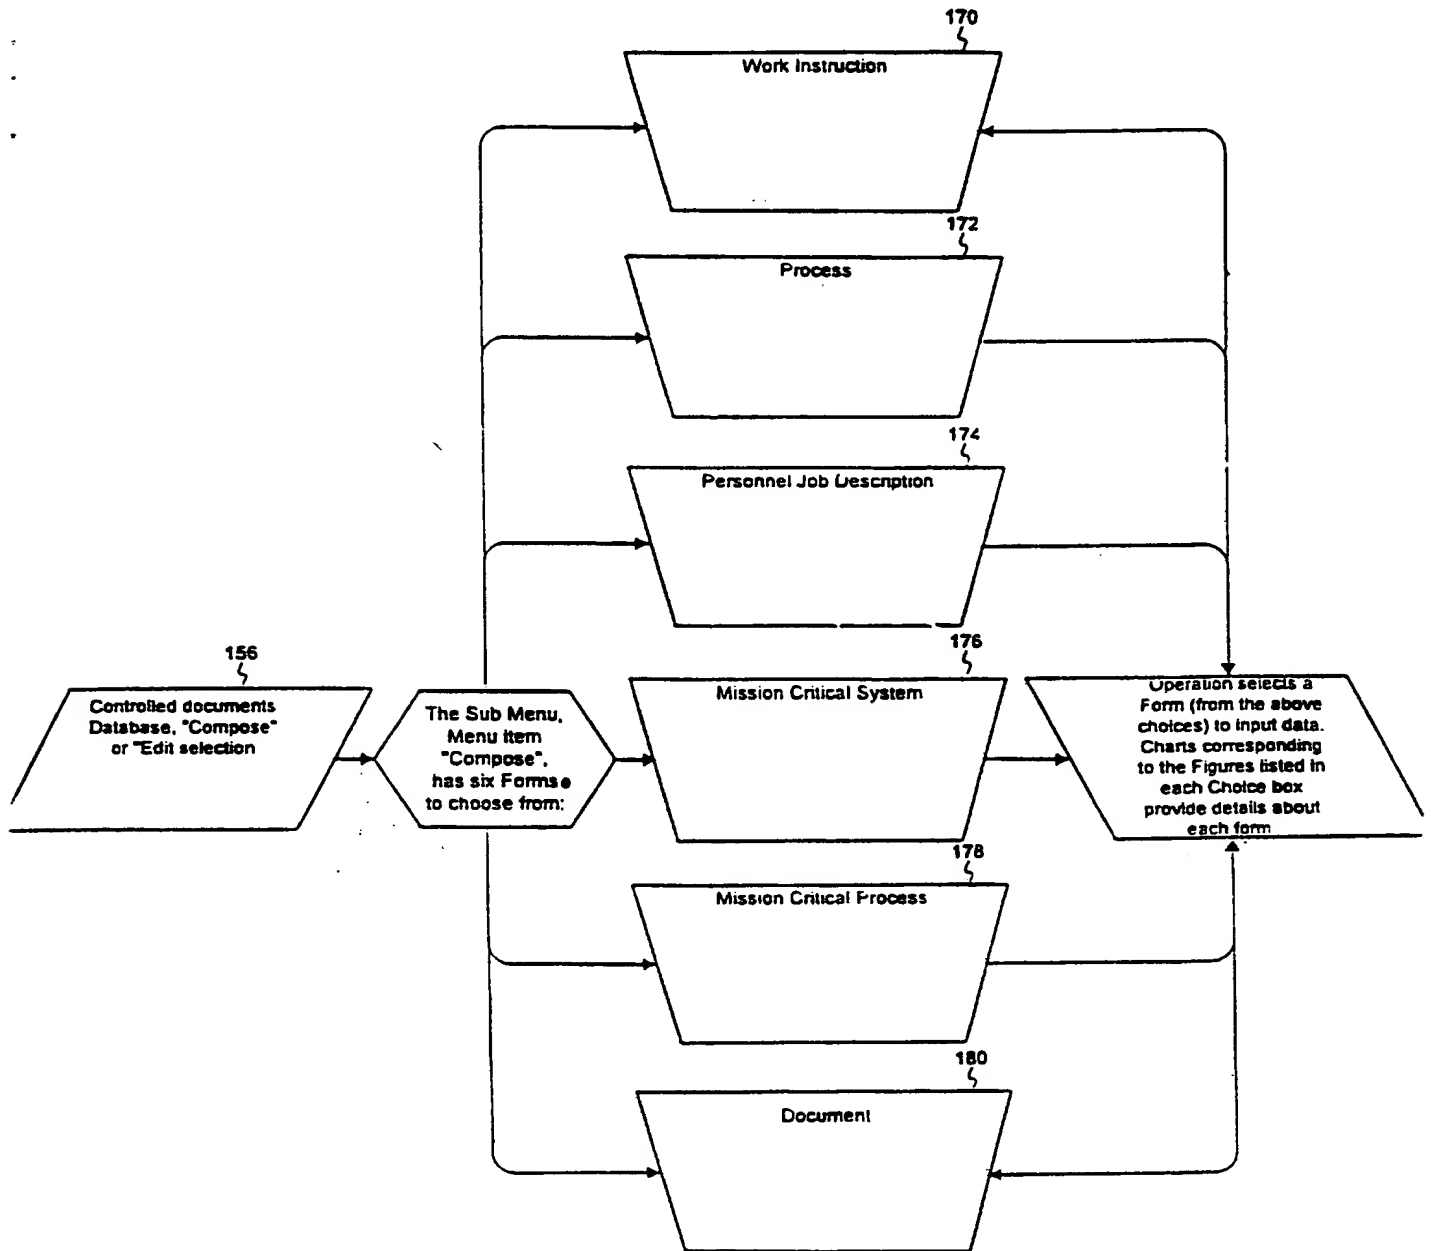 170
Work Instruction
172
Process
174
Personnel Job Description
156
Controlled documents
Database, "Compose"
or "Edit selection
The Sub Menu,
Menu Item
"Compose",
has six Forms
to choose from:
176
Mission Critical System
Operation selects a
Form (from the above
choices) to input data.
Charts corresponding
to the Figures listed in
each Choice box
provide details about
each form
178
Mission Critical Process
180
Document